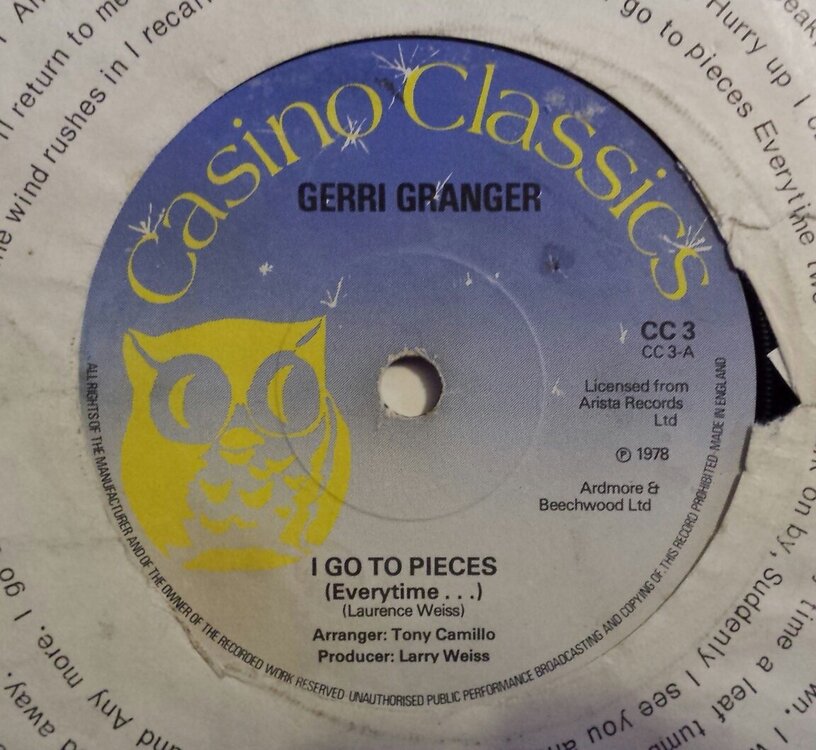 Casino Classics
GERRI GRANGER
CC 3
CC 3-A
Licensed from
Arista Records
Ltd
℗ 1978
Ardmore &
Beechwood Ltd
I GO TO PIECES
(Everytime . . .)
(Laurence Weiss)
Arranger: Tony Camillo
Producer: Larry Weiss
ALL RIGHTS OF THE MANUFACTURER AND OF THE OWNER OF THE RECORDED WORK RESERVED UNAUTHORISED PUBLIC PERFORMANCE BROADCASTING AND COPYING OF THIS RECORD PROHIBITED MADE IN ENGLAND
return to me
wind rushes in I recall
Hurry up I
go to pieces Everytime two
on by, Suddenly I see you
time a leaf
and Any more. I go
away.